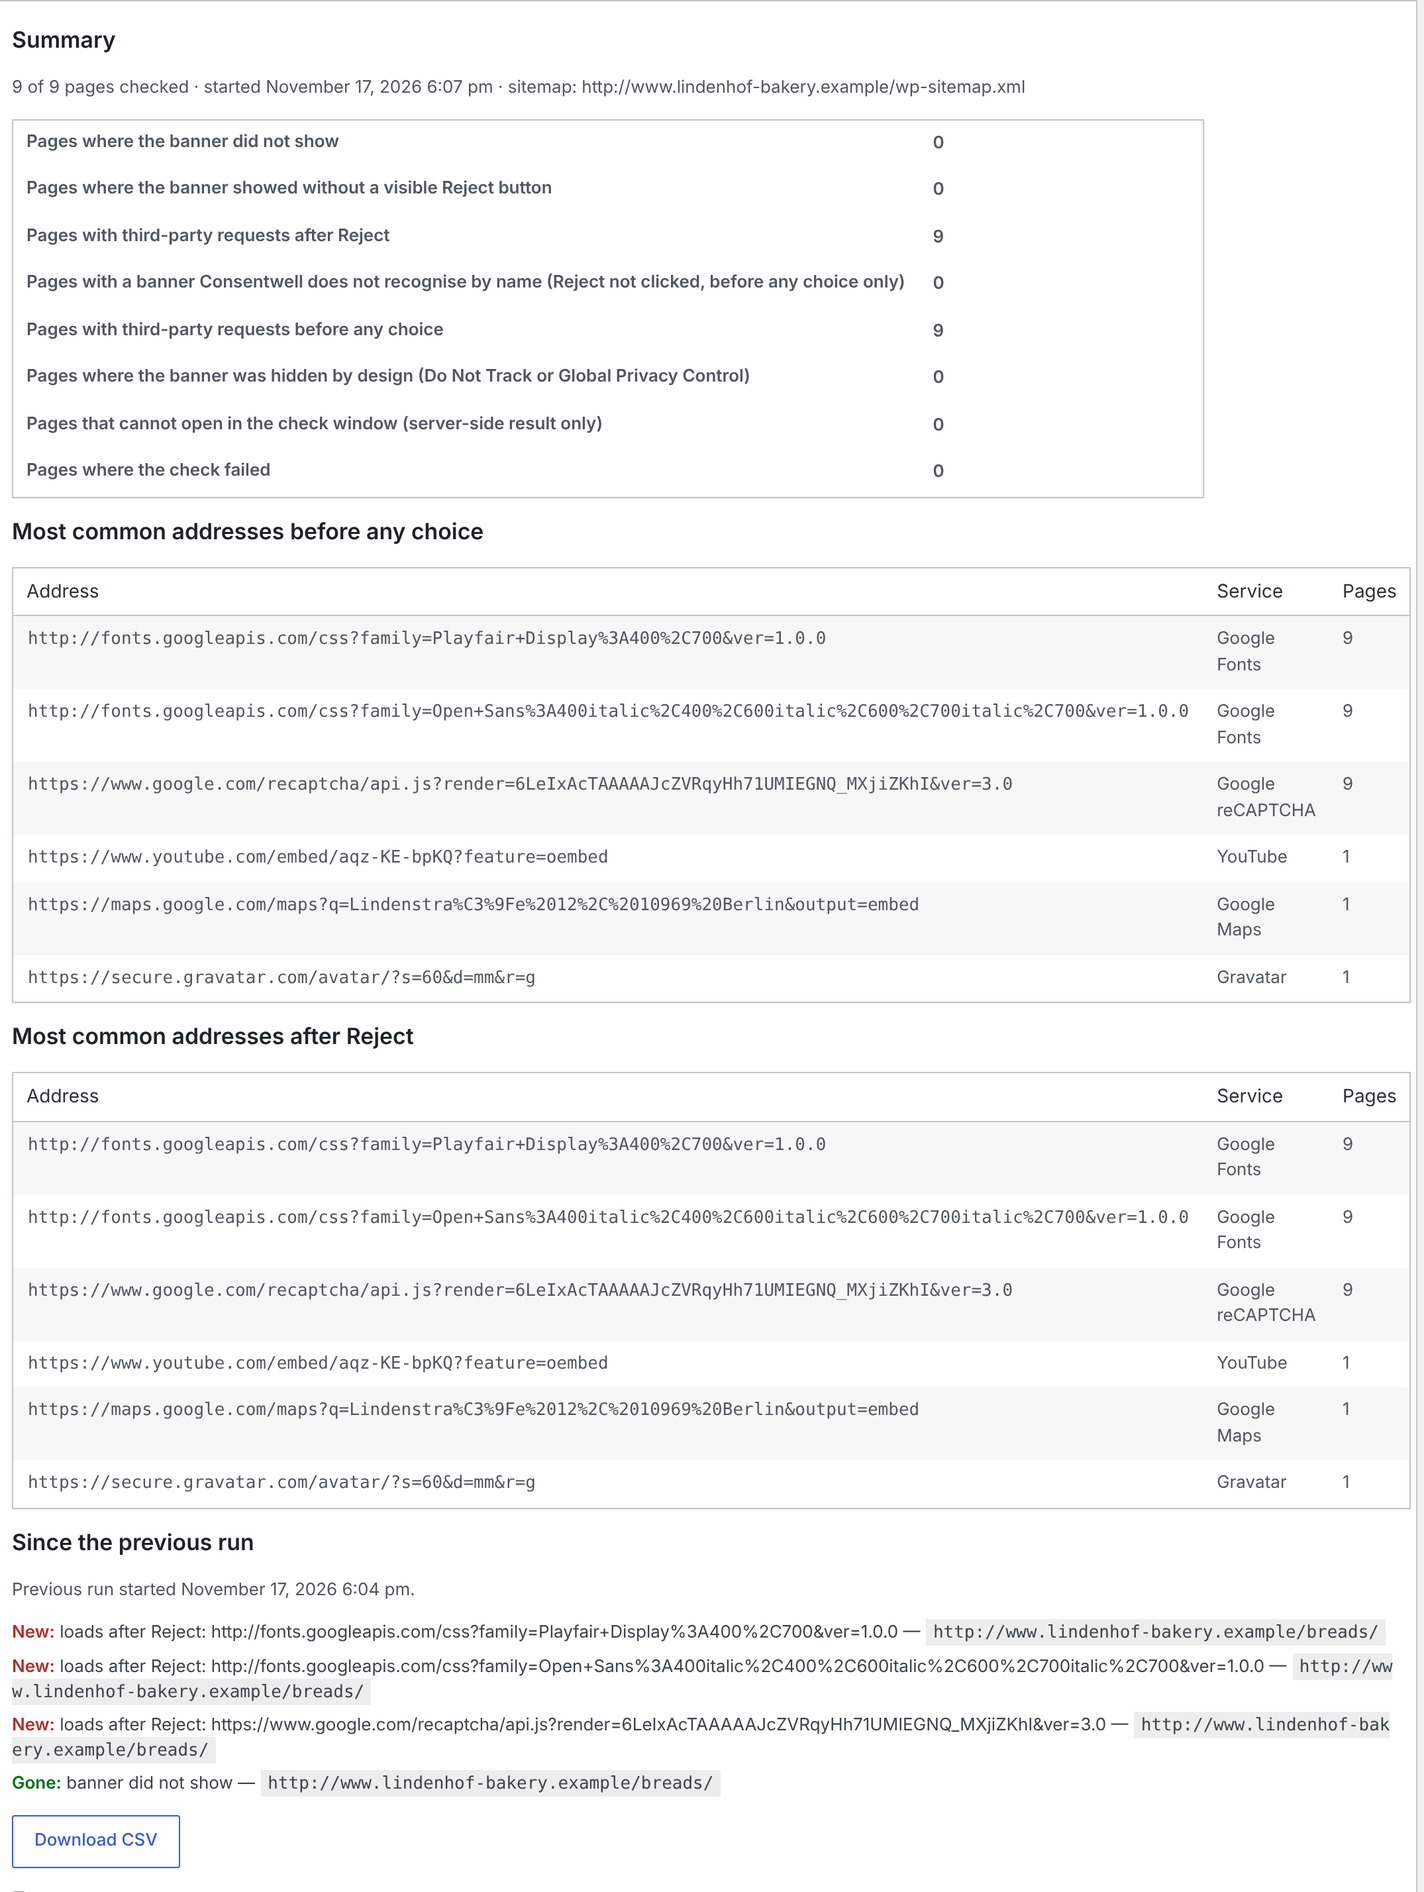 Summary
9 of 9 pages checked · started November 17, 2026 6:07 pm · sitemap: http://www.lindenhof-bakery.example/wp-sitemap.xml
Pages where the banner did not show 0
Pages where the banner showed without a visible Reject button 0
Pages with third-party requests after Reject 9
Pages with a banner Consentwell does not recognise by name (Reject not clicked, before any choice only) 0
Pages with third-party requests before any choice 9
Pages where the banner was hidden by design (Do Not Track or Global Privacy Control) 0
Pages that cannot open in the check window (server-side result only) 0
Pages where the check failed 0
Most common addresses before any choice
Address Service Pages
http://fonts.googleapis.com/css?family=Playfair+Display%3A400%2C700&ver=1.0.0 Google 9
Fonts
http://fonts.googleapis.com/css?family=Open+Sans%3A400italic%2C400%2C600italic%2C600%2C700italic%2C700&ver=1.0.0 Google 9
Fonts
https://www.google.com/recaptcha/api.js?render=6LeIxAcTAAAAAJcZVRqyHh71UMIEGNQ_MXjiZKhI&ver=3.0 Google 9
reCAPTCHA
https://www.youtube.com/embed/aqz-KE-bpKQ?feature=oembed YouTube 1
https://maps.google.com/maps?q=Lindenstra%C3%9Fe%2012%2C%2010969%20Berlin&output=embed Google 1
Maps
https://secure.gravatar.com/avatar/?s=60&d=mm&r=g Gravatar 1
Most common addresses after Reject
Address Service Pages
http://fonts.googleapis.com/css?family=Playfair+Display%3A400%2C700&ver=1.0.0 Google 9
Fonts
http://fonts.googleapis.com/css?family=Open+Sans%3A400italic%2C400%2C600italic%2C600%2C700italic%2C700&ver=1.0.0 Google 9
Fonts
https://www.google.com/recaptcha/api.js?render=6LeIxAcTAAAAAJcZVRqyHh71UMIEGNQ_MXjiZKhI&ver=3.0 Google 9
reCAPTCHA
https://www.youtube.com/embed/aqz-KE-bpKQ?feature=oembed YouTube 1
https://maps.google.com/maps?q=Lindenstra%C3%9Fe%2012%2C%2010969%20Berlin&output=embed Google 1
Maps
https://secure.gravatar.com/avatar/?s=60&d=mm&r=g Gravatar 1
Since the previous run
Previous run started November 17, 2026 6:04 pm.
New: loads after Reject: http://fonts.googleapis.com/css?family=Playfair+Display%3A400%2C700&ver=1.0.0 — http://www.lindenhof-bakery.example/breads/
New: loads after Reject: http://fonts.googleapis.com/css?family=Open+Sans%3A400italic%2C400%2C600italic%2C600%2C700italic%2C700&ver=1.0.0 — http://ww
w.lindenhof-bakery.example/breads/
New: loads after Reject: https://www.google.com/recaptcha/api.js?render=6LeIxAcTAAAAAJcZVRqyHh71UMIEGNQ_MXjiZKhI&ver=3.0 — http://www.lindenhof-bak
ery.example/breads/
Gone: banner did not show — http://www.lindenhof-bakery.example/breads/
Download CSV